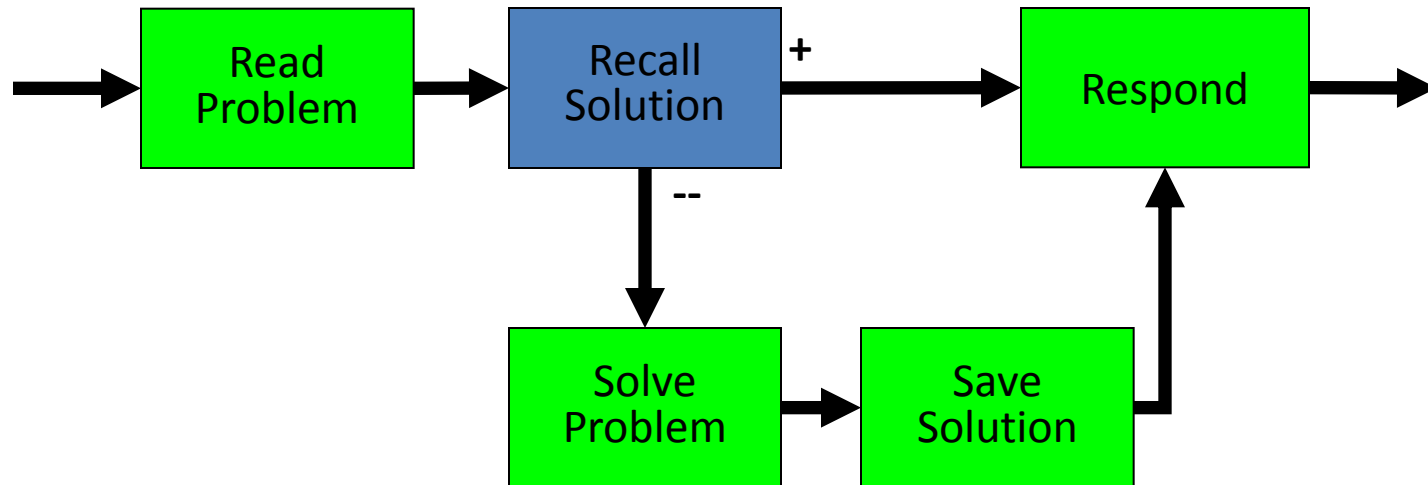 Read
Problem
Recall
Solution
+
Respond
--
Solve
Problem
Save
Solution